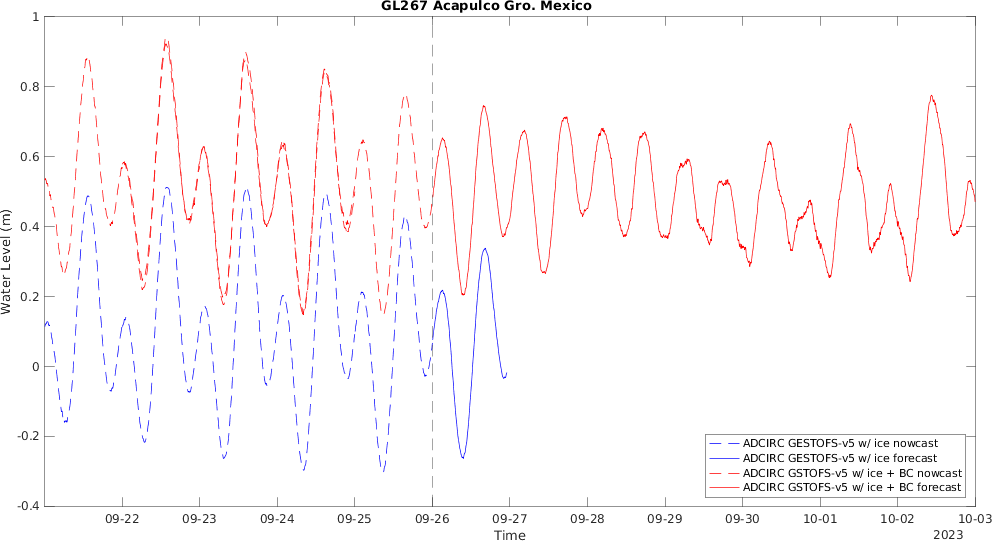 GL267 Acapulco Gro. Mexico
Water Level (m)
1
0.8
0.6
0.4
0.2
0
-0.2
-0.4
ADCIRC GESTOFS-v5 w/ ice nowcast
ADCIRC GESTOFS-v5 w/ ice forecast
ADCIRC GSTOFS-v5 w/ ice + BC nowcast
ADCIRC GSTOFS-v5 w/ ice + BC forecast
09-22 09-23 09-24 09-25 09-26 09-27 09-28 09-29 09-30 10-01 10-02 10-03
Time
2023